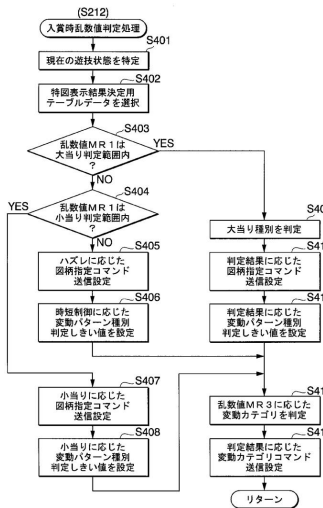 (S212)
入賞時乱数値判定処理
S401
現在の遊技状態を特定
S402
特図表示結果決定用
テーブルデータを選択
S403
乱数値MR1は
大当り判定範囲内
?
YES
NO
S404
乱数値MR1は
小当り判定範囲内
?
YES
NO
S405
ハズレに応じた
図柄指定コマンド
送信設定
S406
時短制御に応じた
変動パターン種別
判定しきい値を設定
S407
小当りに応じた
図柄指定コマンド
送信設定
S408
小当りに応じた
変動パターン種別
判定しきい値を設定
S40
大当り種別を判定
S41
判定結果に応じた
図柄指定コマンド
送信設定
S41
判定結果に応じた
変動パターン種別
判定しきい値を設定
S41
乱数値MR3に応じた
変動カテゴリを判定
S41
判定結果に応じた
変動カテゴリコマンド
送信設定
リターン